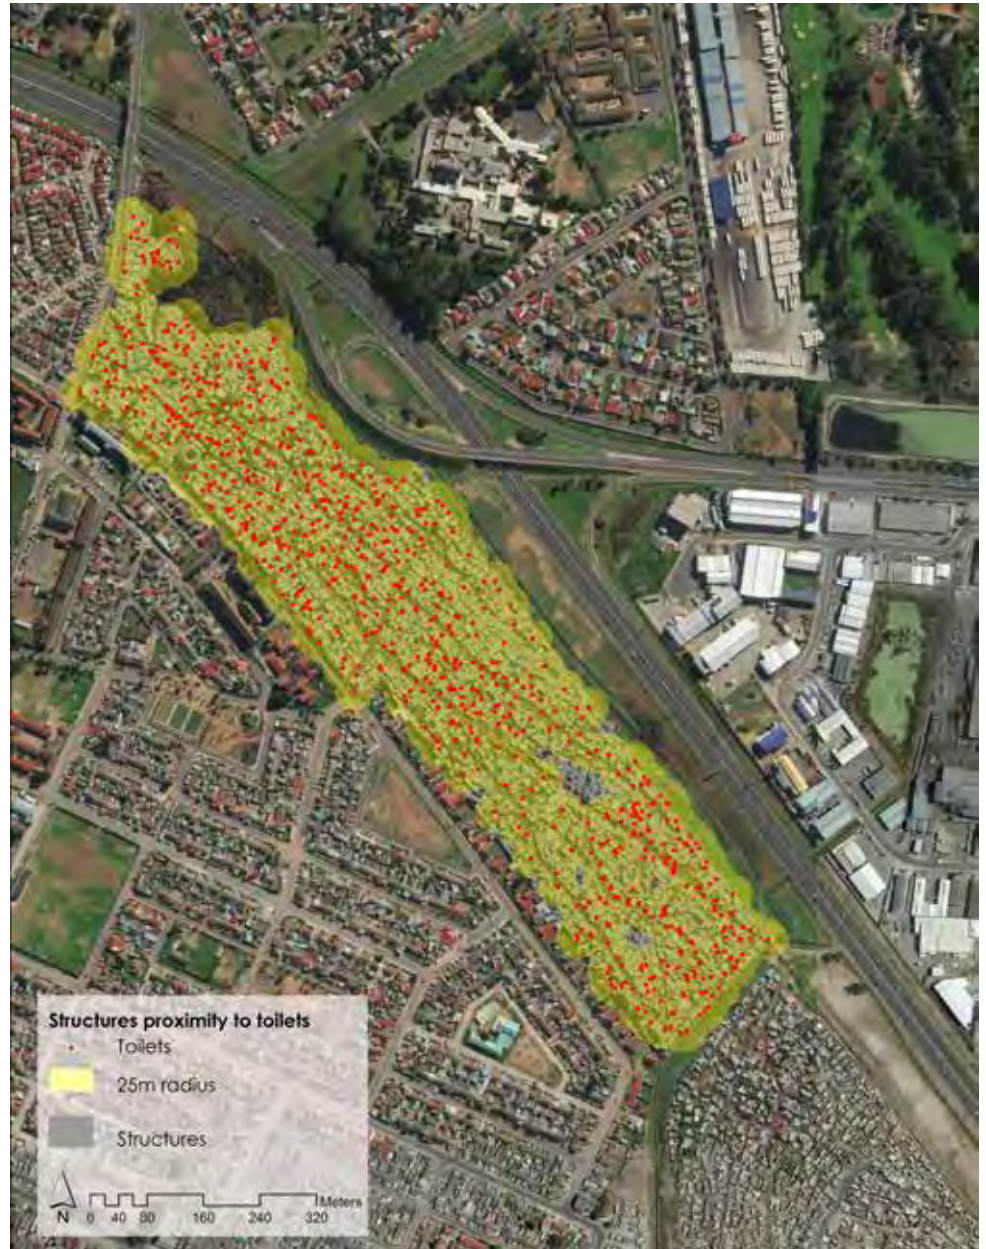 Structures proximity to toilets
Toilets
25m radius
Structures
N
0 40 80 160 240 320 Meters